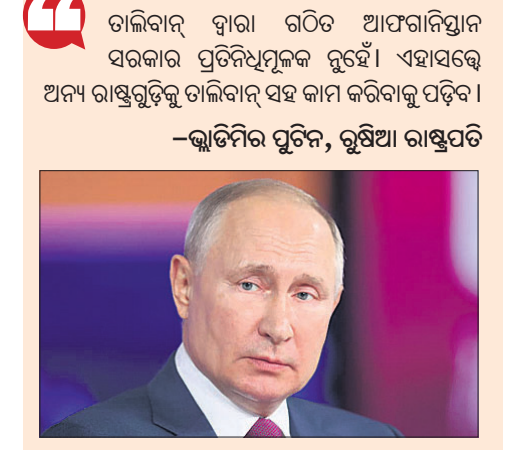 ତାଲିବାନ୍ ଦ୍ୱାରା ଗଠିତ ଆଫଗାନିସ୍ତାନ
ସରକାର ପ୍ରତିନିଧିମୂଳକ ନୁହେଁ। ଏହାସତ୍ତ୍ୱେ
ଅନ୍ୟ ରାଷ୍ଟ୍ରଗୁଡ଼ିକୁ ତାଲିବାନ୍ ସହ କାମ କରିବାକୁ ପଡ଼ିବ।
–ଭ୍ଲାଡିମିର ପୁଟିନ, ରୁଷିଆ ରାଷ୍ଟ୍ରପତି